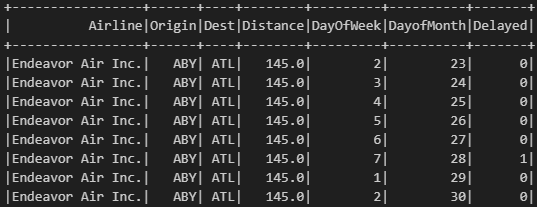 +-----------------+------+----+--------+---------+----------+-------+
|          Airline|Origin|Dest|Distance|DayOfWeek|DayofMonth|Delayed|
+-----------------+------+----+--------+---------+----------+-------+
|Endeavor Air Inc.|   ABY| ATL|   145.0|        2|        23|      0|
|Endeavor Air Inc.|   ABY| ATL|   145.0|        3|        24|      0|
|Endeavor Air Inc.|   ABY| ATL|   145.0|        4|        25|      0|
|Endeavor Air Inc.|   ABY| ATL|   145.0|        5|        26|      0|
|Endeavor Air Inc.|   ABY| ATL|   145.0|        6|        27|      0|
|Endeavor Air Inc.|   ABY| ATL|   145.0|        7|        28|      1|
|Endeavor Air Inc.|   ABY| ATL|   145.0|        1|        29|      0|
|Endeavor Air Inc.|   ABY| ATL|   145.0|        2|        30|      0|